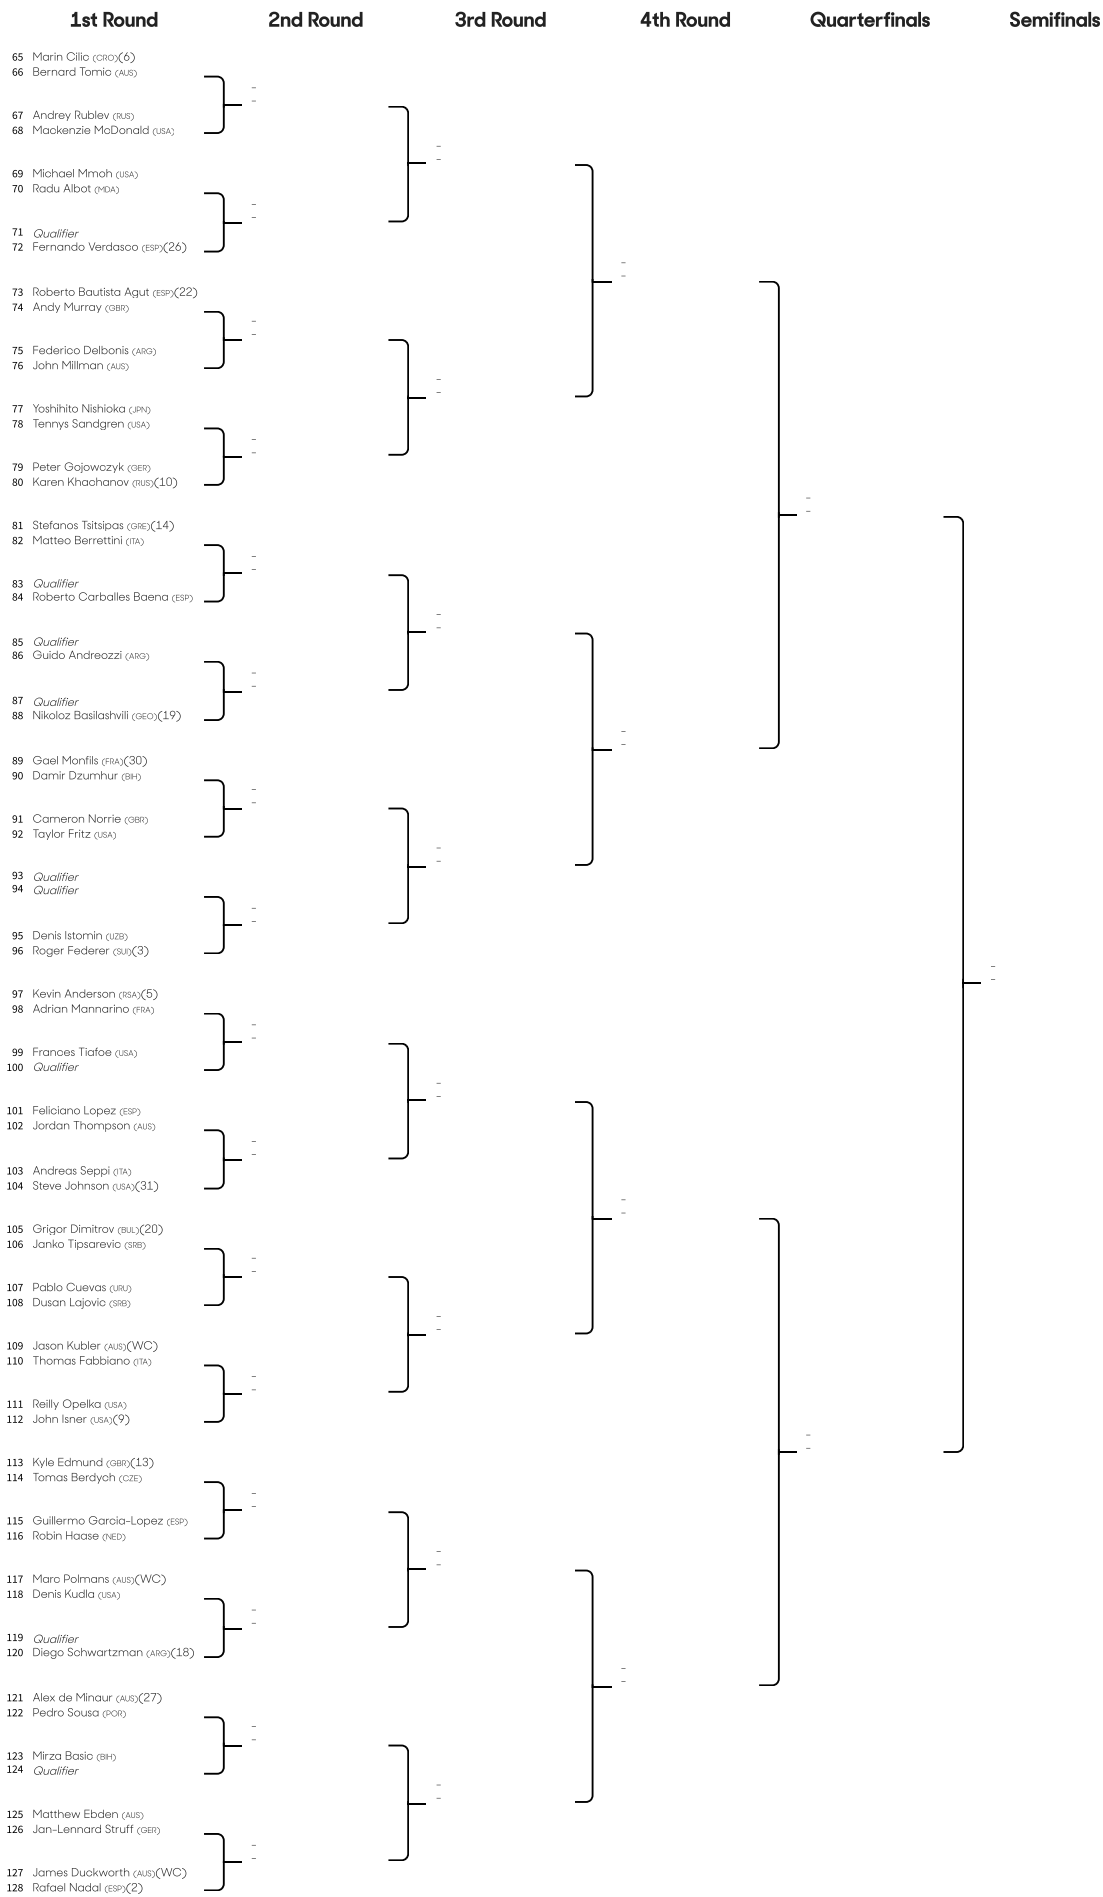 1st Round 2nd Round 3rd Round 4th Round Quarterfinals Semifinals
65 Marin Cilic (CRO)(6)
66 Bernard Tomic (AUS)
67 Andrey Rublev (RUS)
68 Mackenzie McDonald (USA)
69 Michael Mmoh (USA)
70 Radu Albot (MDA)
71 Qualifier
72 Fernando Verdasco (ESP)(26)
73 Roberto Bautista Agut (ESP)(22)
74 Andy Murray (GBR)
75 Federico Delbonis (ARG)
76 John Millman (AUS)
77 Yoshihito Nishioka (JPN)
78 Tennys Sandgren (USA)
79 Peter Gojowczyk (GER)
80 Karen Khachanov (RUS)(10)
81 Stefanos Tsitsipas (GRE)(14)
82 Matteo Berrettini (ITA)
83 Qualifier
84 Roberto Carballes Baena (ESP)
85 Qualifier
86 Guido Andreozzi (ARG)
87 Qualifier
88 Nikoloz Basilashvili (GEO)(19)
89 Gael Monfils (FRA)(30)
90 Damir Dzumhur (BIH)
91 Cameron Norrie (GBR)
92 Taylor Fritz (USA)
93 Qualifier
94 Qualifier
95 Denis Istomin (UZB)
96 Roger Federer (SUI)(3)
97 Kevin Anderson (RSA)(5)
98 Adrian Mannarino (FRA)
99 Frances Tiafoe (USA)
100 Qualifier
101 Feliciano Lopez (ESP)
102 Jordan Thompson (AUS)
103 Andreas Seppi (ITA)
104 Steve Johnson (USA)(31)
105 Grigor Dimitrov (BUL)(20)
106 Janko Tipsarevic (SRB)
107 Pablo Cuevas (URU)
108 Dusan Lajovic (SRB)
109 Jason Kubler (AUS)(WC)
110 Thomas Fabbiano (ITA)
111 Reilly Opelka (USA)
112 John Isner (USA)(9)
113 Kyle Edmund (GBR)(13)
114 Tomas Berdych (CZE)
115 Guillermo Garcia-Lopez (ESP)
116 Robin Haase (NED)
117 Marc Polmans (AUS)(WC)
118 Denis Kudla (USA)
119 Qualifier
120 Diego Schwartzman (ARG)(18)
121 Alex de Minaur (AUS)(27)
122 Pedro Sousa (POR)
123 Mirza Basic (BIH)
124 Qualifier
125 Matthew Ebden (AUS)
126 Jan-Lennard Struff (GER)
127 James Duckworth (AUS)(WC)
128 Rafael Nadal (ESP)(2)